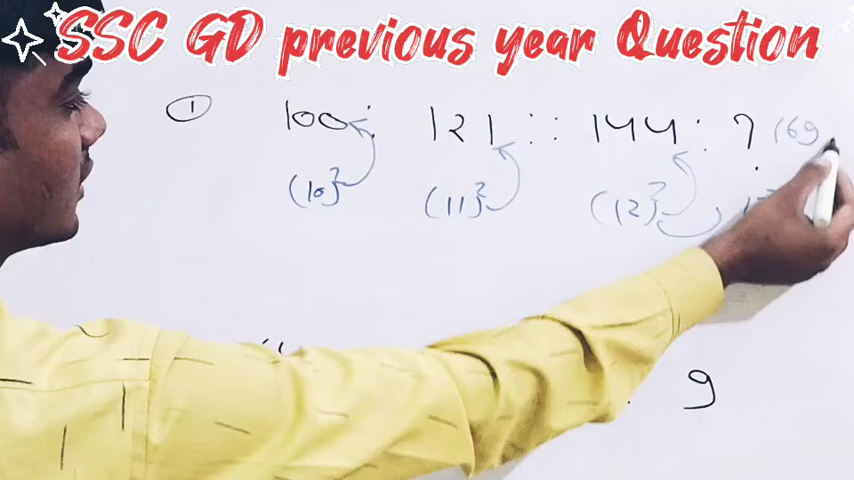 SSC GD previous year Question
① 100 : 121 :: 144 : ? 169
(10)² (11)² (12)²
9